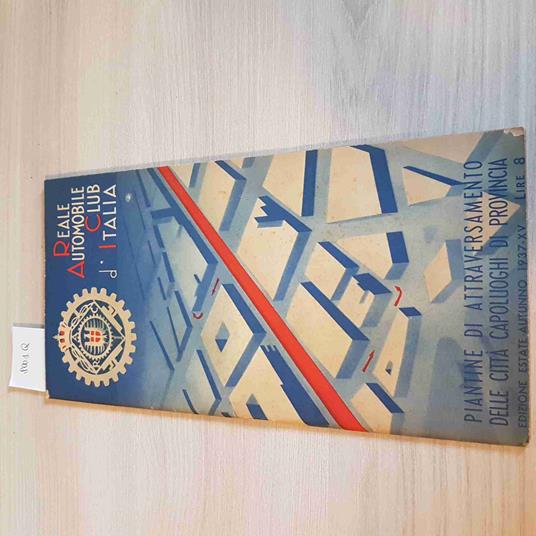 REALE
AUTOMOBILE
CLUB
d'ITALIA
PIANTINE DI ATTRAVERSAMENTO
DELLE CITTÀ CAPOLUOGHI DI PROVINCIA
EDIZIONE ESTATE AUTUNNO 1937-XV LIRE 8